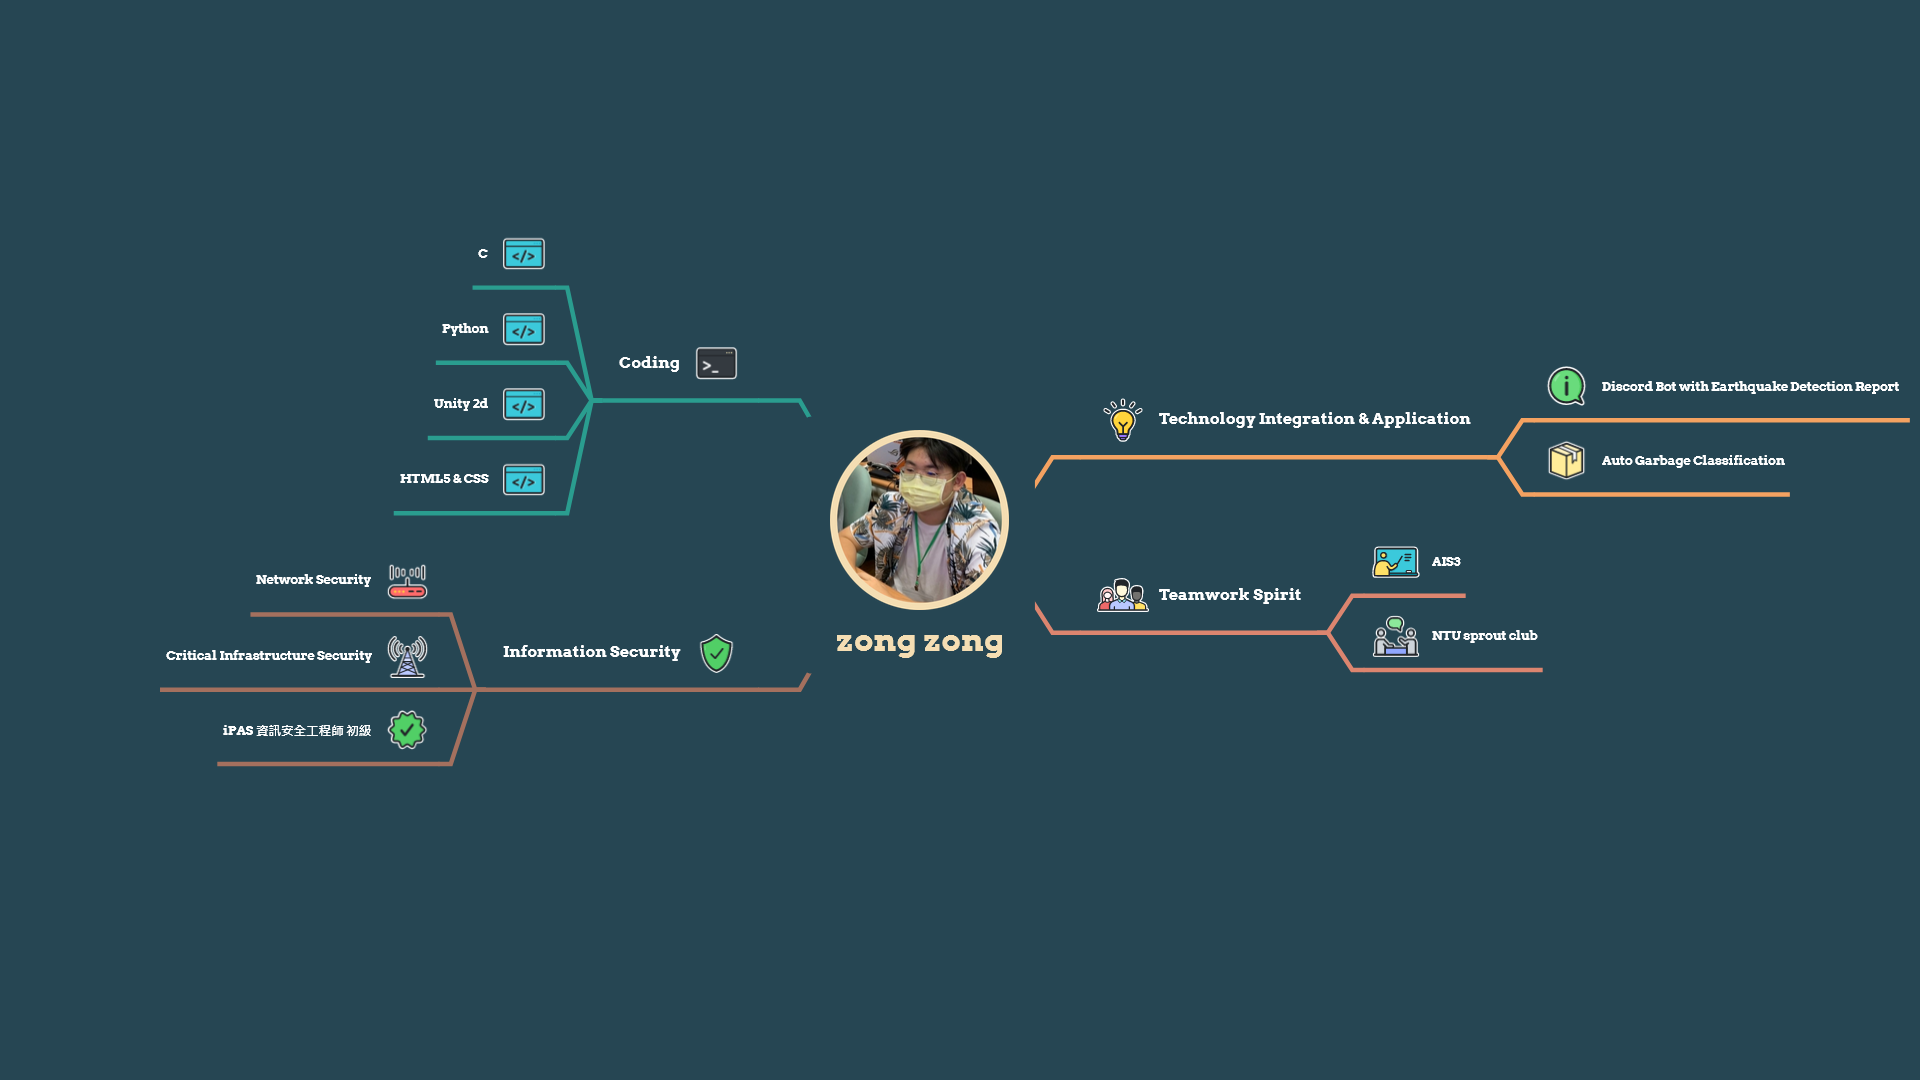 C
Python
Coding
Unity 2d
HTML5 & CSS
Network Security
Critical Infrastructure Security
Information Security
iPAS 資訊安全工程師 初級
zong zong
Technology Integration & Application
Discord Bot with Earthquake Detection Report
Auto Garbage Classification
Teamwork Spirit
AIS3
NTU sprout club